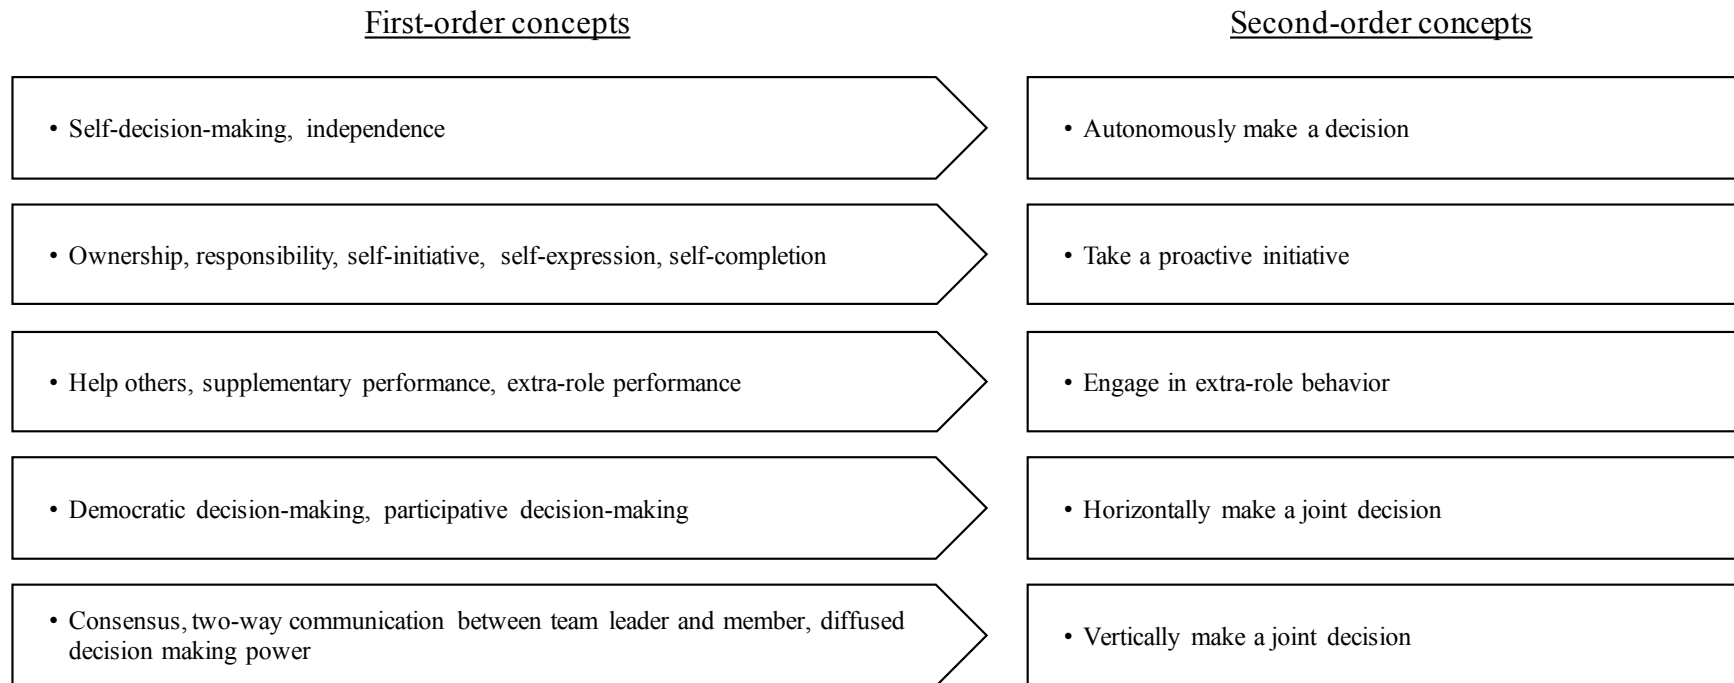 First-order concepts
Second-order concepts
• Self-decision-making, independence
• Autonomously make a decision
• Ownership, responsibility, self-initiative, self-expression, self-completion
• Take a proactive initiative
• Help others, supplementary performance, extra-role performance
• Engage in extra-role behavior
• Democratic decision-making, participative decision-making
• Horizontally make a joint decision
• Consensus, two-way communication between team leader and member, diffused
decision making power
• Vertically make a joint decision